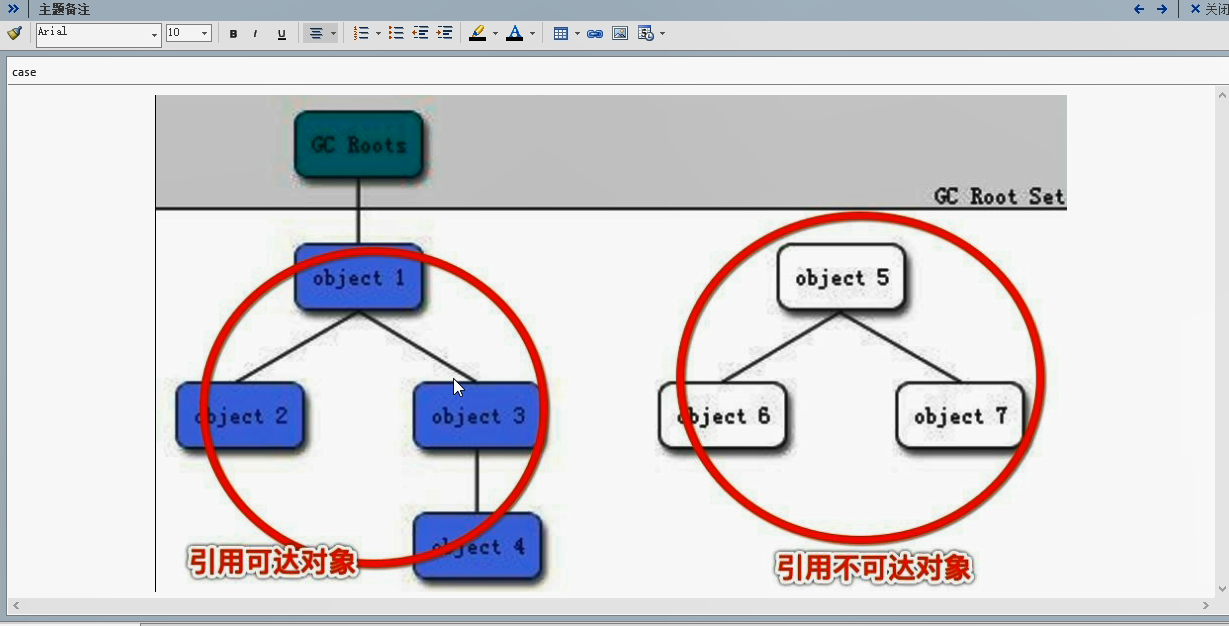 主题备注
关闭
Arial
10
B I U
A
case
GC Roots
GC Root Set
object 1
object 5
object 2
object 3
object 6
object 7
object 4
引用可达对象
引用不可达对象